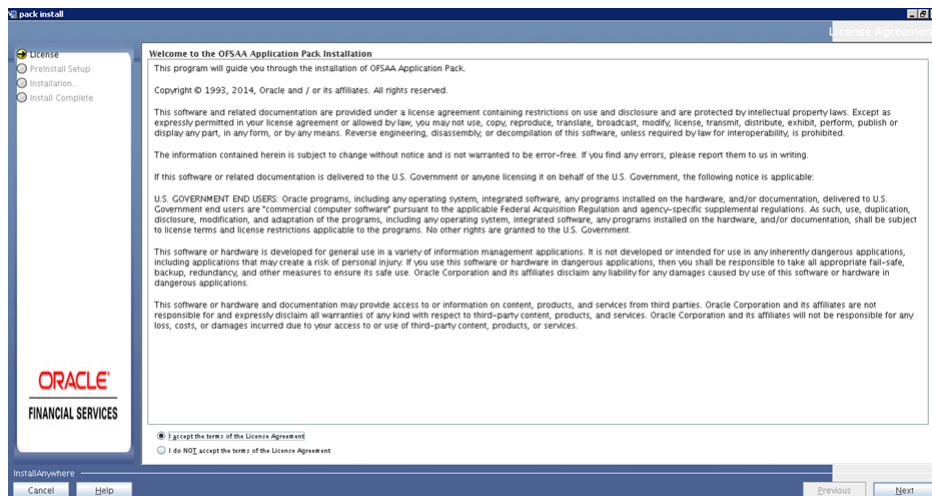 pack install
License Agreement
License
PreInstall Setup
Installation..
Install Complete
Welcome to the OFSAA Application Pack Installation
This program will guide you through the installation of OFSAA Application Pack.
Copyright © 1993, 2014, Oracle and / or its affiliates. All rights reserved.
This software and related documentation are provided under a license agreement containing restrictions on use and disclosure and are protected by intellectual property laws. Except as
expressly permitted in your license agreement or allowed by law, you may not use, copy, reproduce, translate, broadcast, modify, license, transmit, distribute, exhibit, perform, publish or
display any part, in any form, or by any means. Reverse engineering, disassembly, or decompilation of this software, unless required by law for interoperability, is prohibited.
The information contained herein is subject to change without notice and is not warranted to be error-free. If you find any errors, please report them to us in writing.
If this software or related documentation is delivered to the U.S. Government or anyone licensing it on behalf of the U.S. Government, the following notice is applicable:
U.S. GOVERNMENT END USERS: Oracle programs, including any operating system, integrated software, any programs installed on the hardware, and/or documentation, delivered to U.S.
Government end users are "commercial computer software" pursuant to the applicable Federal Acquisition Regulation and agency-specific supplemental regulations. As such, use, duplication,
disclosure, modification, and adaptation of the programs, including any operating system, integrated software, any programs installed on the hardware, and/or documentation, shall be subject
to license terms and license restrictions applicable to the programs. No other rights are granted to the U.S. Government.
This software or hardware is developed for general use in a variety of information management applications. It is not developed or intended for use in any inherently dangerous applications,
including applications that may create a risk of personal injury. If you use this software or hardware in dangerous applications, then you shall be responsible to take all appropriate fail-safe,
backup, redundancy, and other measures to ensure its safe use. Oracle Corporation and its affiliates disclaim any liability for any damages caused by use of this software or hardware in
dangerous applications.
This software or hardware and documentation may provide access to or information on content, products, and services from third parties. Oracle Corporation and its affiliates are not
responsible for and expressly disclaim all warranties of any kind with respect to third-party content, products, and services. Oracle Corporation and its affiliates will not be responsible for any
loss, costs, or damages incurred due to your access to or use of third-party content, products, or services.
ORACLE
FINANCIAL SERVICES
I accept the terms of the License Agreement
I do NOT accept the terms of the License Agreement
InstallAnywhere
Cancel
Help
Previous
Next